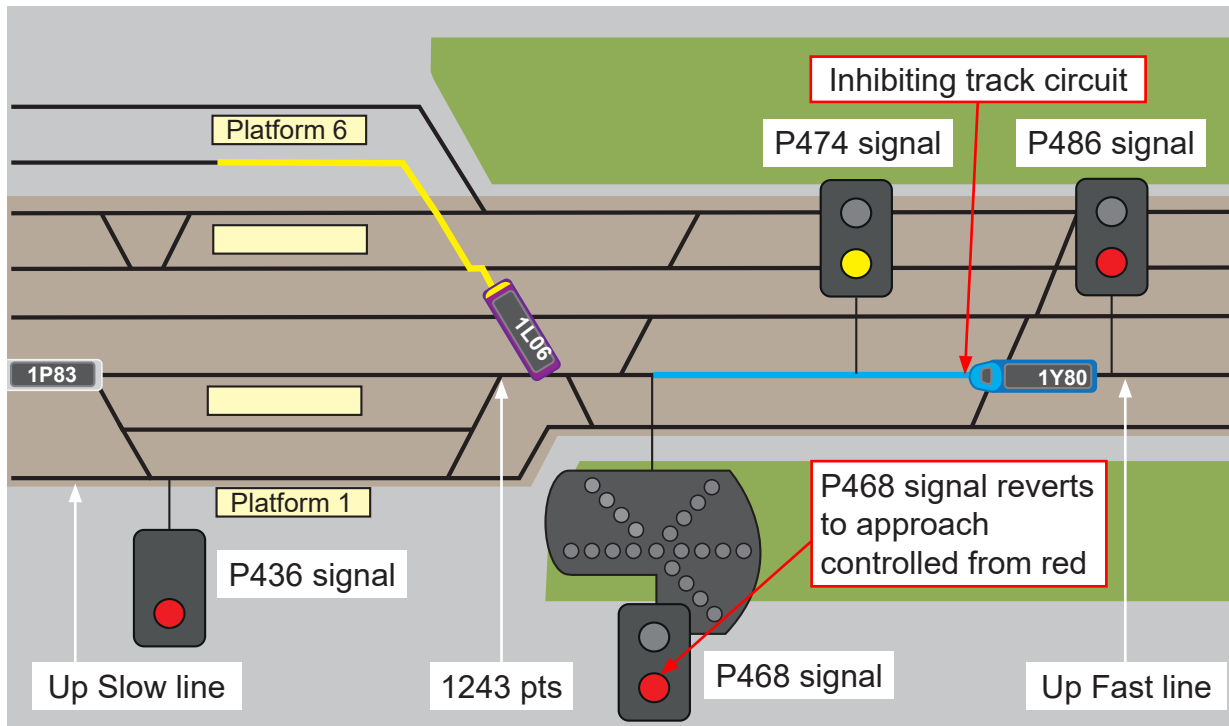 Inhibiting track circuit
Platform 6
P474 signal
P486 signal
1L06
1P83
1Y80
Platform 1
P468 signal reverts
to approach
controlled from red
P436 signal
Up Slow line
1243 pts
P468 signal
Up Fast line